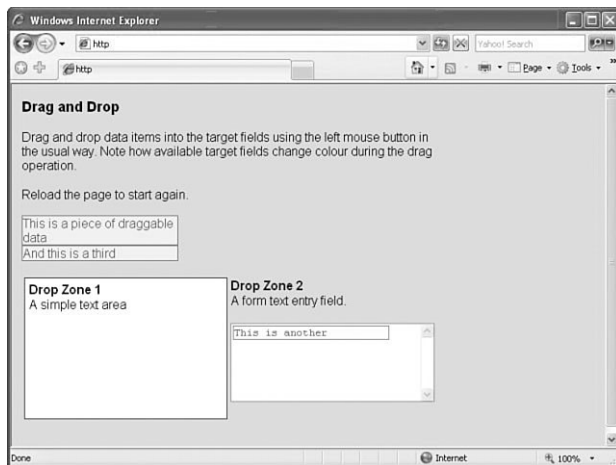 Windows Internet Explorer
http
Yahoo! Search
http
Page
Tools
Drag and Drop
Drag and drop data items into the target fields using the left mouse button in
the usual way. Note how available target fields change colour during the drag
operation.
Reload the page to start again.
This is a piece of draggable
data
And this is a third
Drop Zone 1
A simple text area
Drop Zone 2
A form text entry field.
This is another
Done
Internet
100%